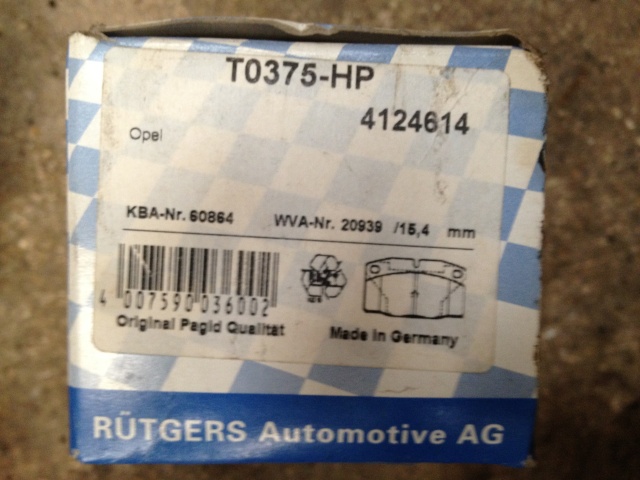 T0375-HP
4124614
Opel
KBA-Nr. 60864 WVA-Nr. 20939 /15,4 mm
4 007590 036002
Original Pagid Qualität
Made in Germany
RÜTGERS Automotive AG